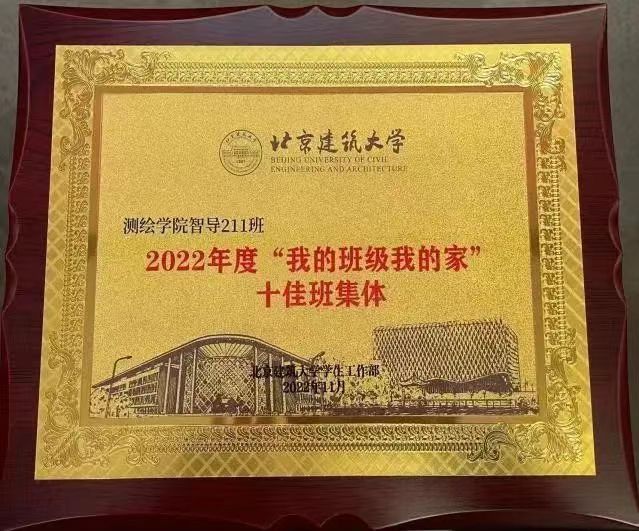 北京建筑大学
BEIJING UNIVERSITY OF CIVIL
ENGINEERING AND ARCHITECTURE
测绘学院智导211班
2022年度“我的班级我的家”
十佳班集体
北京建筑大学学生工作部
2022年11月